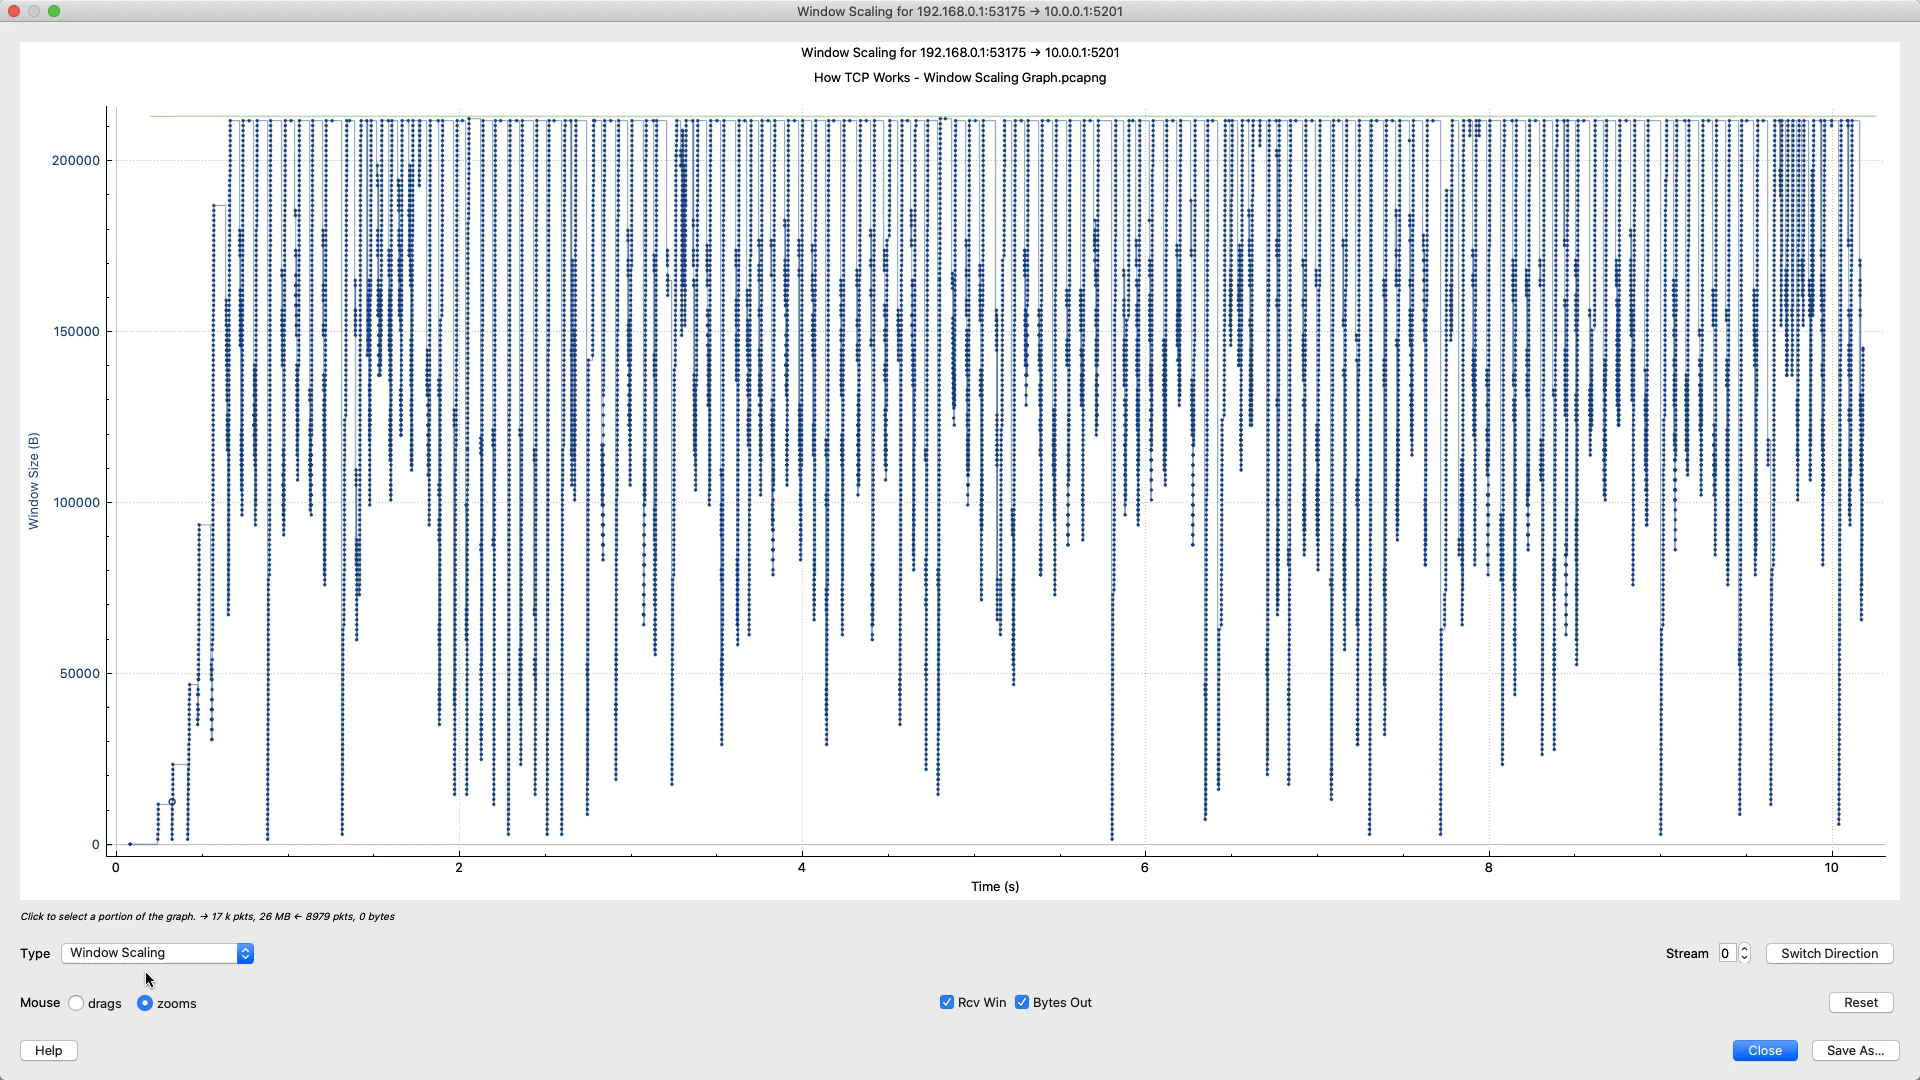 Window Scaling for 192.168.0.1:53175 → 10.0.0.1:5201
Window Scaling for 192.168.0.1:53175 → 10.0.0.1:5201
How TCP Works - Window Scaling Graph.pcapng
200000
150000
100000
50000
0
Window Size (B)
0 2 4 6 8 10
Time (s)
Click to select a portion of the graph. → 17 k pkts, 26 MB ← 8979 pkts, 0 bytes
Type Window Scaling Stream 0 Switch Direction
Mouse drags zooms Rcv Win Bytes Out Reset
Help Close Save As...